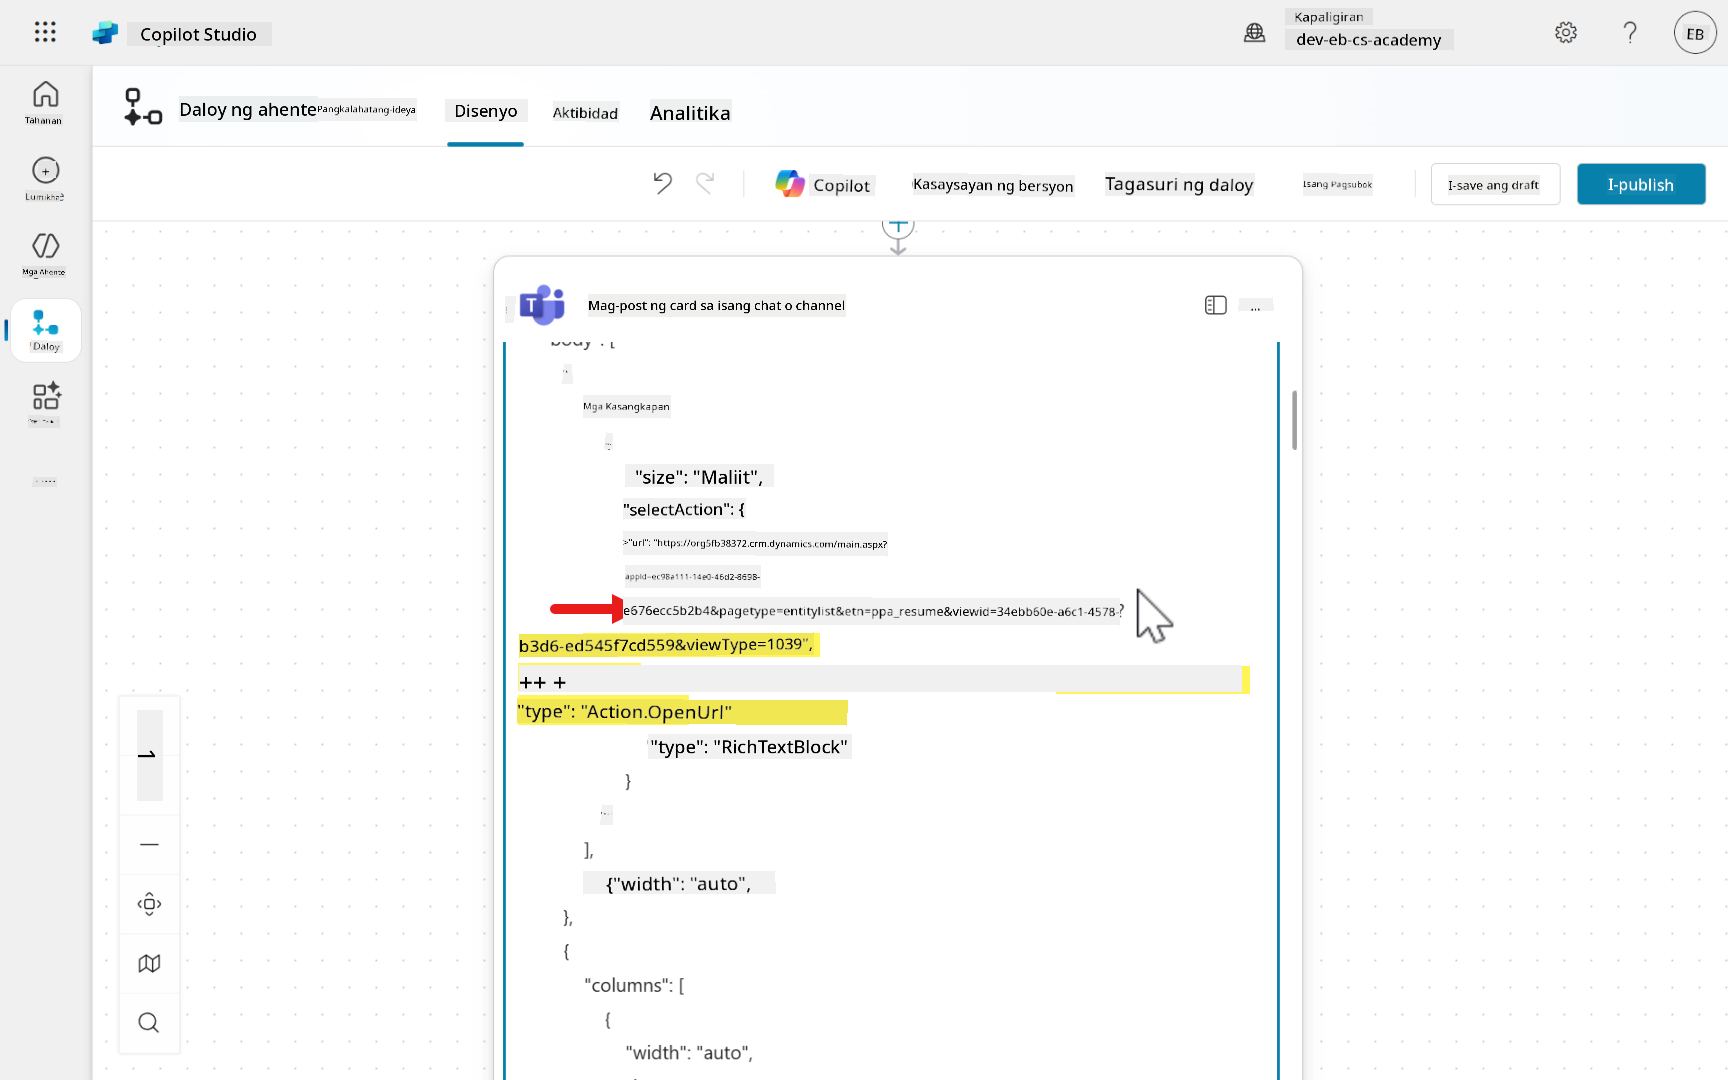 Copilot Studio
Kapaligiran
dev-eb-cs-academy
EB
Tahanan
Lumikha?
Mga Ahente
Daloy
Daloy ng ahente
Pangkalahatang-ideya
Disenyo
Aktibidad
Analitika
Copilot
Kasaysayan ng bersyon
Tagasuri ng daloy
Isang Pagsubok
I-save ang draft
I-publish
Mag-post ng card sa isang chat o channel
...
body": [
Mga Kasangkapan
"size": "Maliit",
"selectAction": {
>"url": "https://org5fb38372.crm.dynamics.com/main.aspx?
appid=ec98a111-14e0-46d2-8698-
e676ecc5b2b4&pagetype=entitylist&etn=ppa_resume&viewid=34ebb60e-a6c1-4578-?
b3d6-ed545f7cd559&viewType=1039",
++ +
"type": "Action.OpenUrl"
"type": "RichTextBlock"
}
],
{"width": "auto",
},
{
"columns": [
{
"width": "auto",